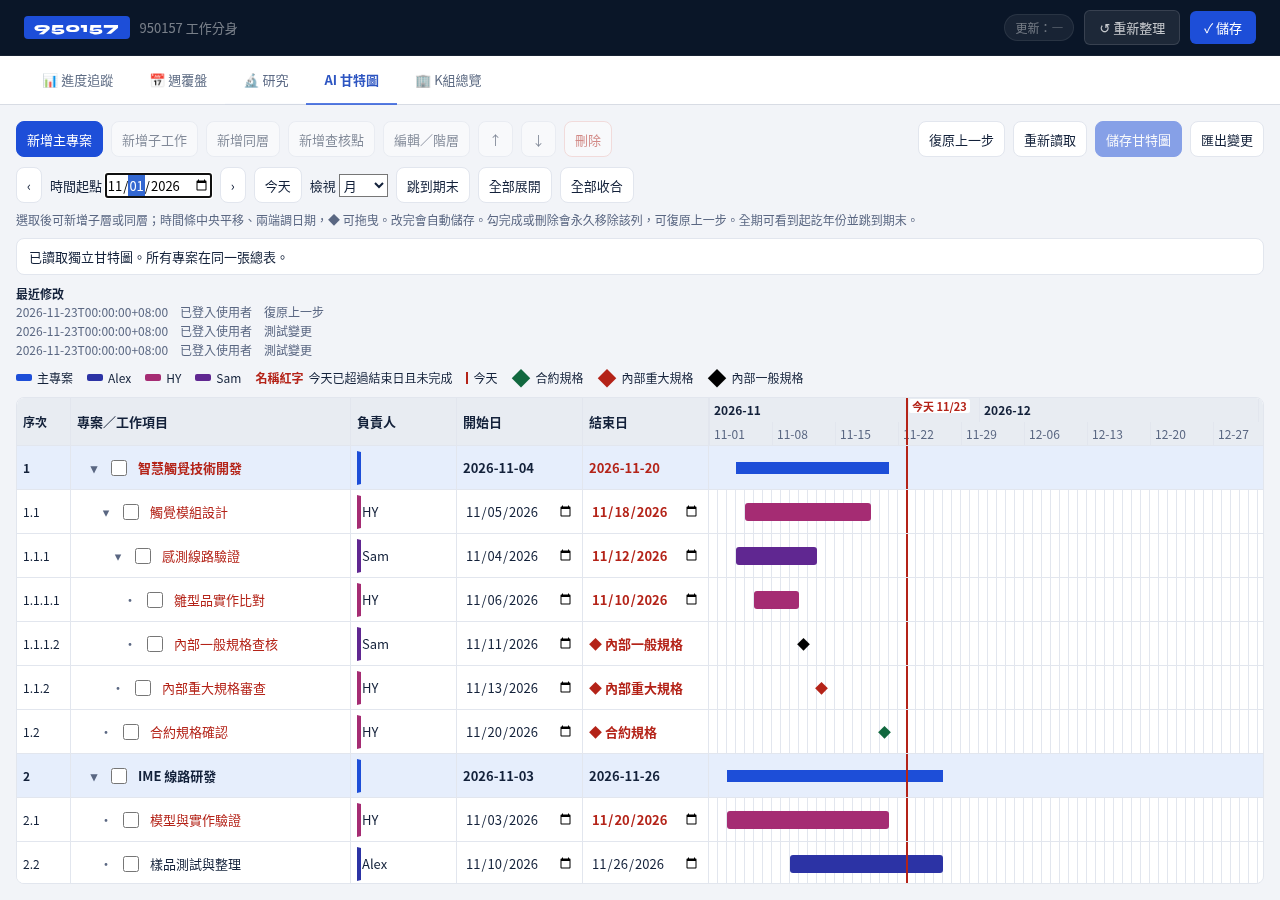 950157 950157 工作分身 更新：— ↺ 重新整理 ✓ 儲存
📊 進度追蹤 📅 週覆盤 🔬 研究 AI 甘特圖 🏢 K組總覽
新增主專案 新增子工作 新增同層 新增查核點 編輯／階層 ↑ ↓ 刪除 復原上一步 重新讀取 儲存甘特圖 匯出變更
‹ 時間起點 11/01/2026 › 今天 檢視 月 跳到期末 全部展開 全部收合
選取後可新增子層或同層；時間條中央平移、兩端調日期，◆ 可拖曳。改完會自動儲存。勾完成或刪除會永久移除該列，可復原上一步。全期可看到起訖年份並跳到期末。
已讀取獨立甘特圖。所有專案在同一張總表。
最近修改
2026-11-23T00:00:00+08:00 已登入使用者 復原上一步
2026-11-23T00:00:00+08:00 已登入使用者 測試變更
2026-11-23T00:00:00+08:00 已登入使用者 測試變更
主專案 Alex HY Sam 名稱紅字 今天已超過結束日且未完成 今天 合約規格 內部重大規格 內部一般規格
序次 專案／工作項目 負責人 開始日 結束日 2026-11 今天 11/23 2026-12
11-01 11-08 11-15 11-22 11-29 12-06 12-13 12-20 12-27
1 ▾ 智慧觸覺技術開發 2026-11-04 2026-11-20
1.1 ▾ 觸覺模組設計 HY 11/05/2026 11/18/2026
1.1.1 ▾ 感測線路驗證 Sam 11/04/2026 11/12/2026
1.1.1.1 • 雛型品實作比對 HY 11/06/2026 11/10/2026
1.1.1.2 • 內部一般規格查核 Sam 11/11/2026 ◆ 內部一般規格
1.1.2 • 內部重大規格審查 HY 11/13/2026 ◆ 內部重大規格
1.2 • 合約規格確認 HY 11/20/2026 ◆ 合約規格
2 ▾ IME 線路研發 2026-11-03 2026-11-26
2.1 • 模型與實作驗證 HY 11/03/2026 11/20/2026
2.2 • 樣品測試與整理 Alex 11/10/2026 11/26/2026